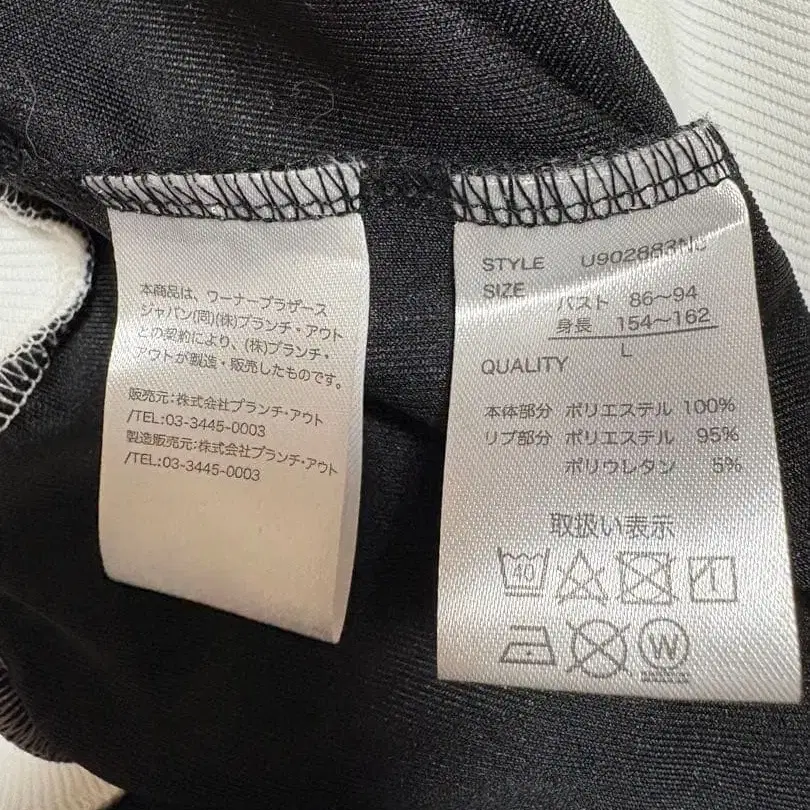 本商品は、ワーナーブラザース
ジャパン(同)(株)ブランチ・アウト
との契約により、(株)ブランチ・
アウトが製造・販売したものです。
販売元:株式会社ブランチ・アウト
/TEL:03-3445-0003
製造販売元:株式会社ブランチ・アウト
/TEL:03-3445-0003
STYLE
SIZE
バスト 86〜94
身長 154〜162
L
QUALITY
本体部分 ポリエステル 100%
リブ部分 ポリエステル 95%
ポリウレタン 5%
取扱い表示
40
W